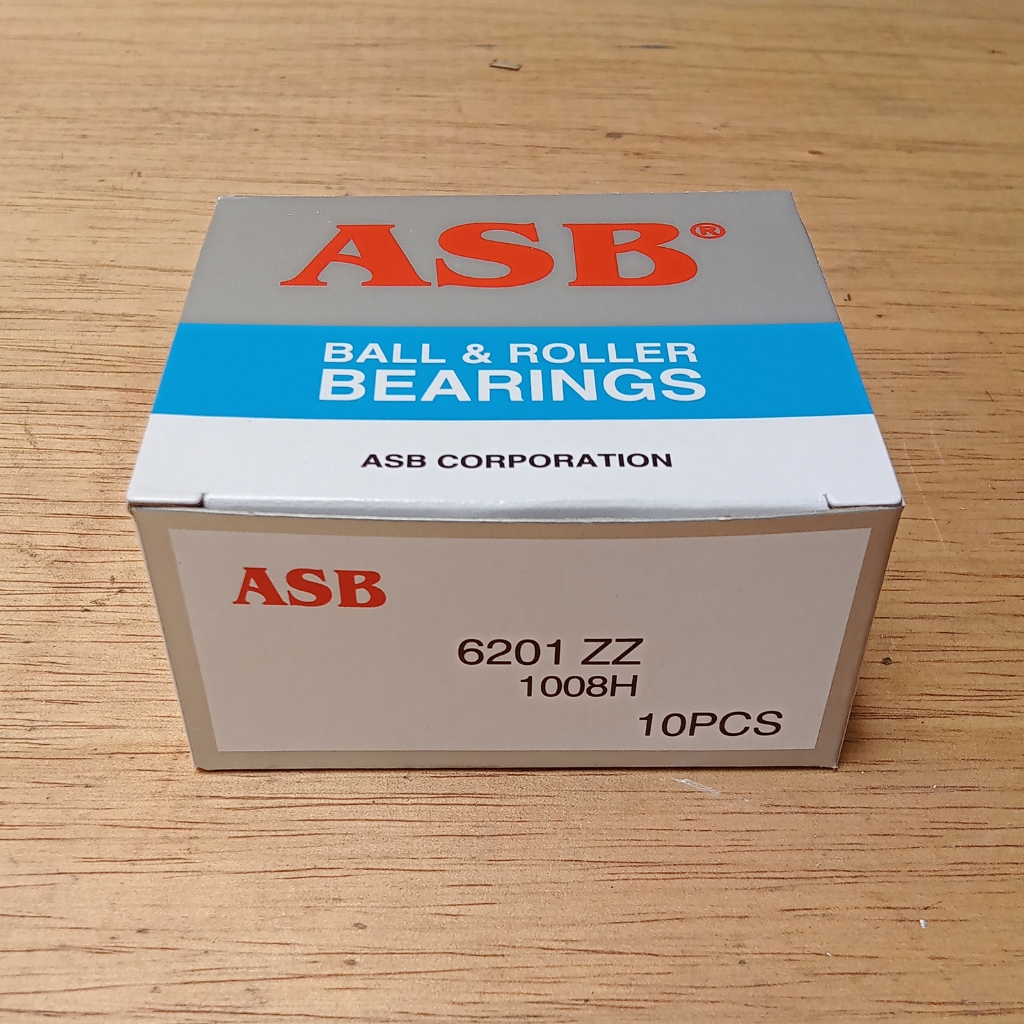 ASB®
BALL & ROLLER
BEARINGS
ASB CORPORATION
ASB
6201 ZZ
1008H
10PCS